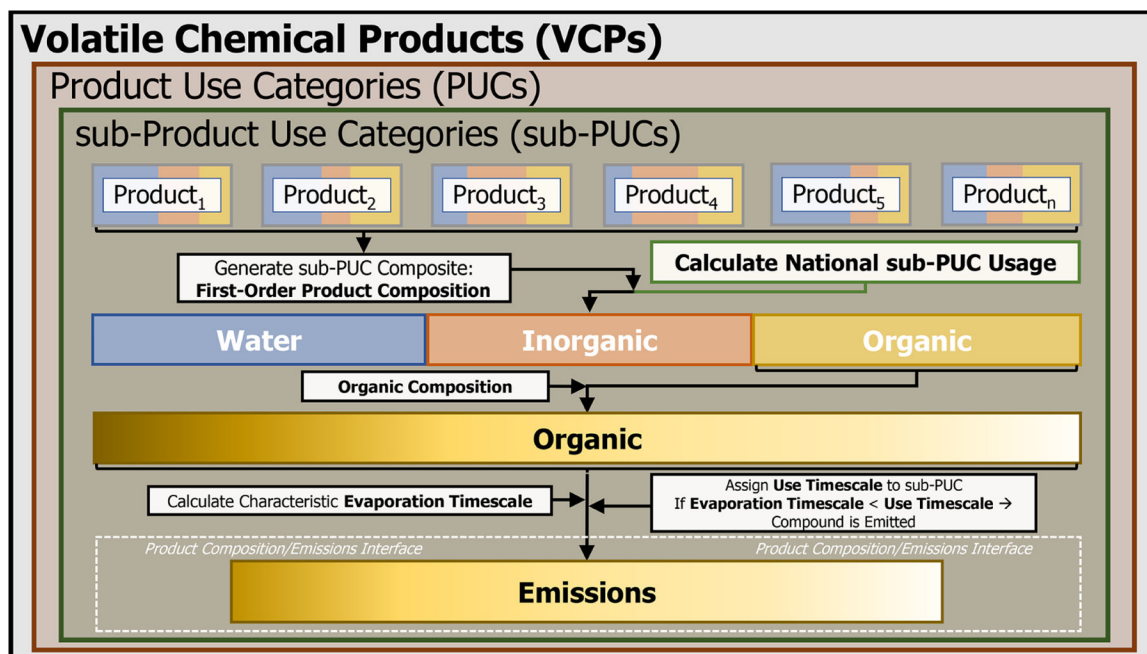 Volatile Chemical Products (VCPs)
Product Use Categories (PUCs)
sub-Product Use Categories (sub-PUCs)
Product₁ Product₂ Product₃ Product₄ Product₅ Productₙ
Generate sub-PUC Composite:
First-Order Product Composition
Calculate National sub-PUC Usage
Water Inorganic Organic
Organic Composition
Organic
Calculate Characteristic Evaporation Timescale
Assign Use Timescale to sub-PUC
If Evaporation Timescale < Use Timescale →
Compound is Emitted
Product Composition/Emissions Interface Product Composition/Emissions Interface
Emissions